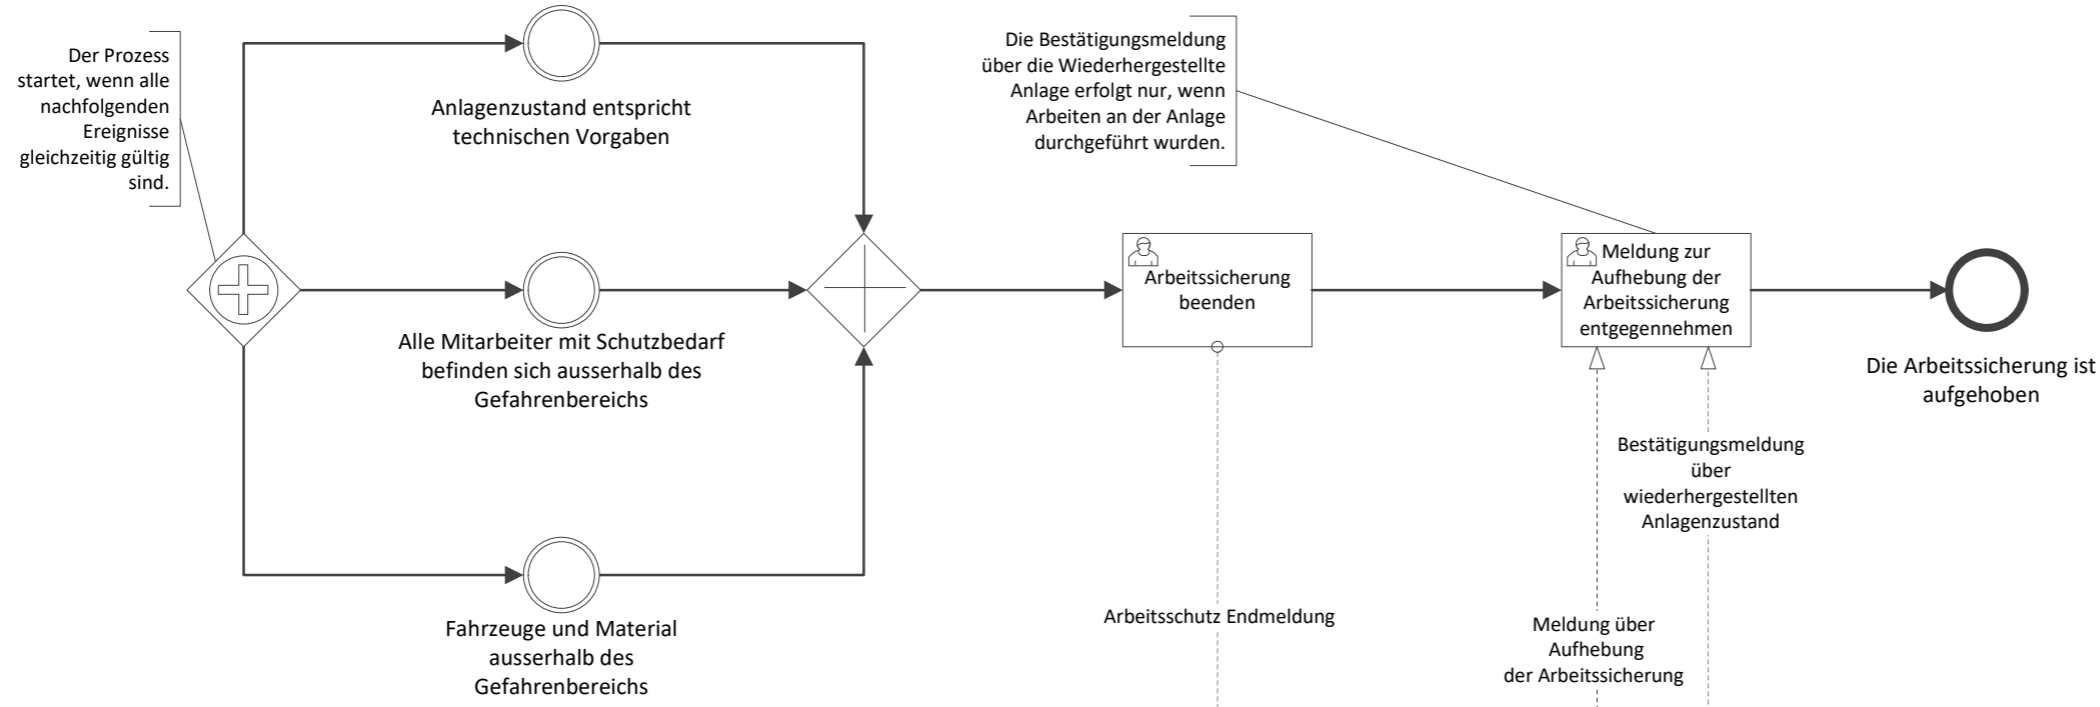 Der Prozess
startet, wenn alle
nachfolgenden
Ereignisse
gleichzeitig gültig
sind.
Anlagenzustand entspricht
technischen Vorgaben
Alle Mitarbeiter mit Schutzbedarf
befinden sich ausserhalb des
Gefahrenbereichs
Fahrzeuge und Material
ausserhalb des
Gefahrenbereichs
Die Bestätigungsmeldung
über die Wiederhergestellte
Anlage erfolgt nur, wenn
Arbeiten an der Anlage
durchgeführt wurden.
Arbeitssicherung
beenden
Meldung zur
Aufhebung der
Arbeitssicherung
entgegennehmen
Die Arbeitssicherung ist
aufgehoben
Arbeitsschutz Endmeldung
Meldung über
Aufhebung
der Arbeitssicherung
Bestätigungsmeldung
über
wiederhergestellten
Anlagenzustand